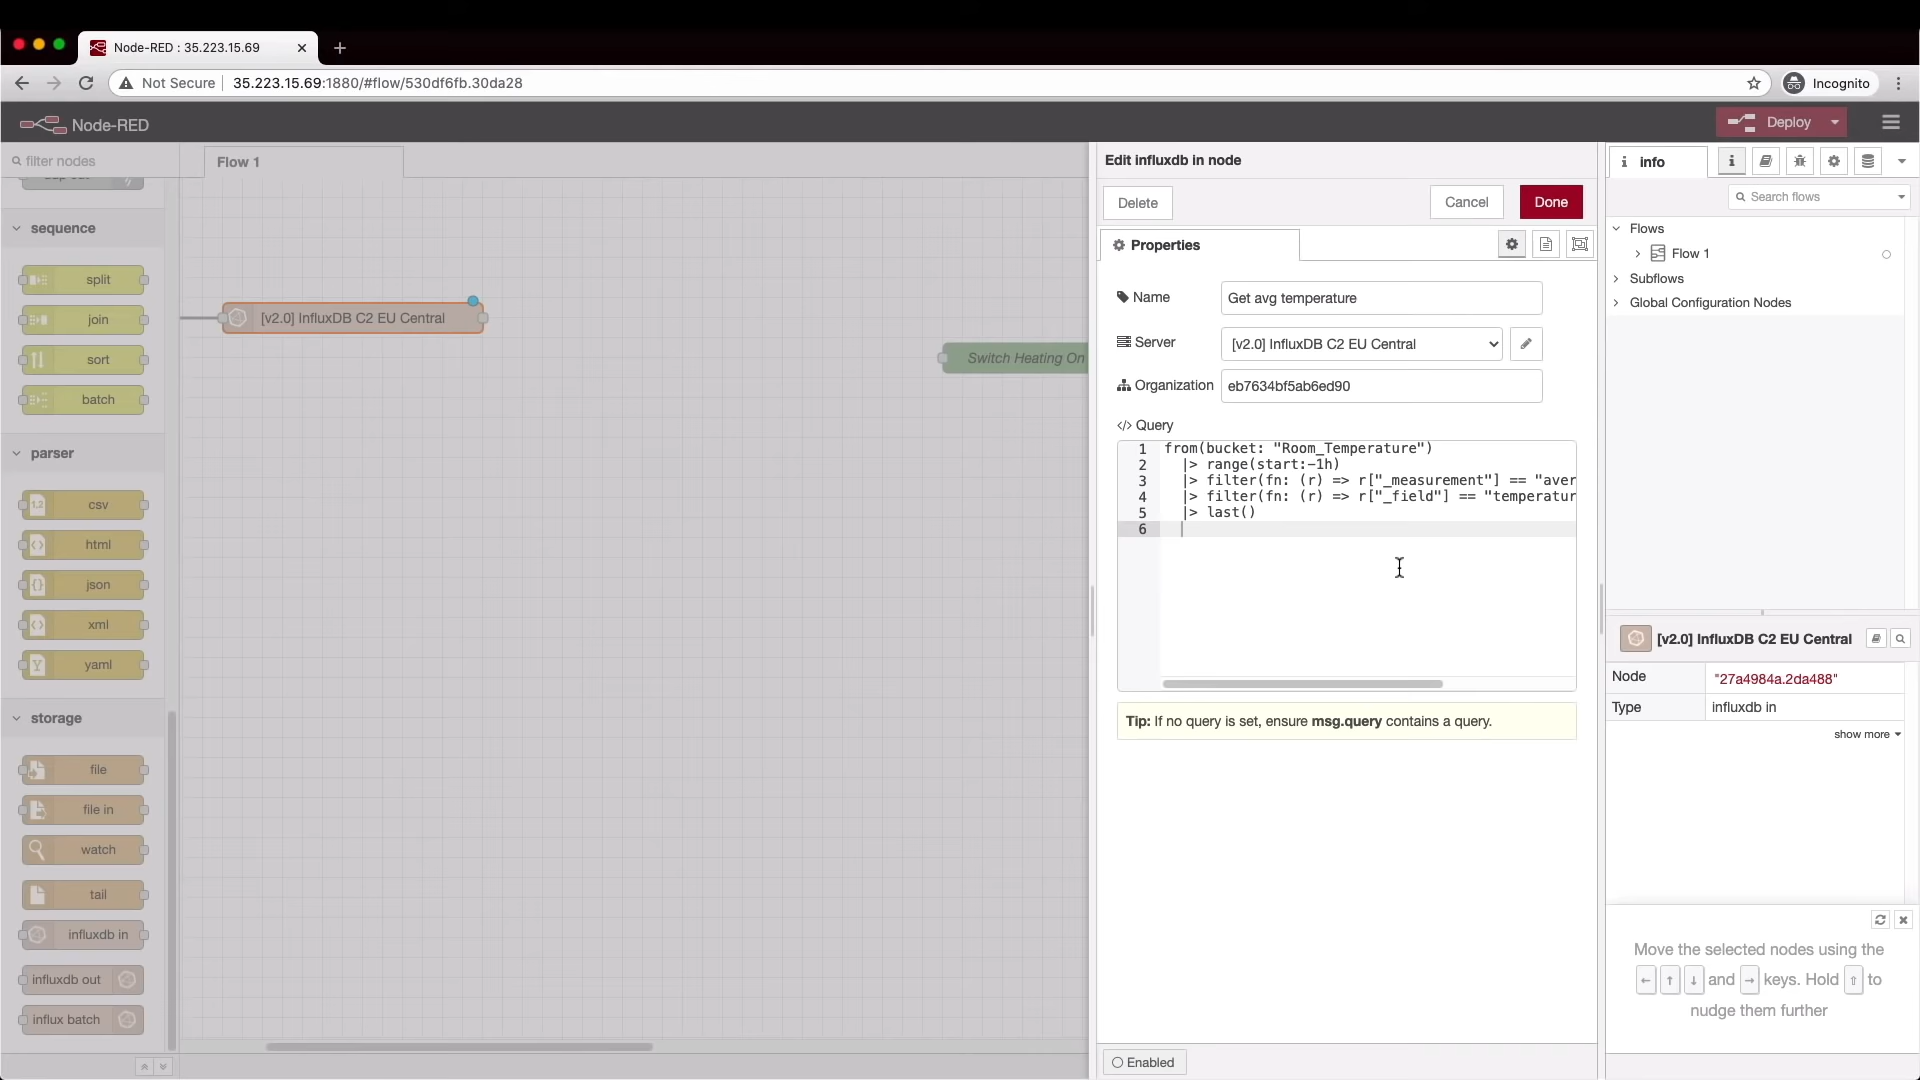 Node-RED : 35.223.15.69
Not Secure
35.223.15.69:1880/#flow/530df6fb.30da28
Incognito
Node-RED
Deploy
filter nodes
Flow 1
sequence
split
join
sort
batch
parser
csv
html
json
xml
yaml
storage
file
file in
watch
tail
influxdb in
influxdb out
influx batch
[v2.0] InfluxDB C2 EU Central
Switch Heating On
Edit influxdb in node
Delete
Cancel
Done
Properties
Name
Get avg temperature
Server
[v2.0] InfluxDB C2 EU Central
Organization
eb7634bf5ab6ed90
</> Query
1 from(bucket: "Room_Temperature")
2 |> range(start:-1h)
3 |> filter(fn: (r) => r["_measurement"] == "aver
4 |> filter(fn: (r) => r["_field"] == "temperatur
5 |> last()
6
Tip: If no query is set, ensure msg.query contains a query.
Enabled
info
Search flows
Flows
Flow 1
Subflows
Global Configuration Nodes
[v2.0] InfluxDB C2 EU Central
Node "27a4984a.2da488"
Type influxdb in
show more
Move the selected nodes using the
← ↑ ↓ and → keys. Hold ⇧ to
nudge them further